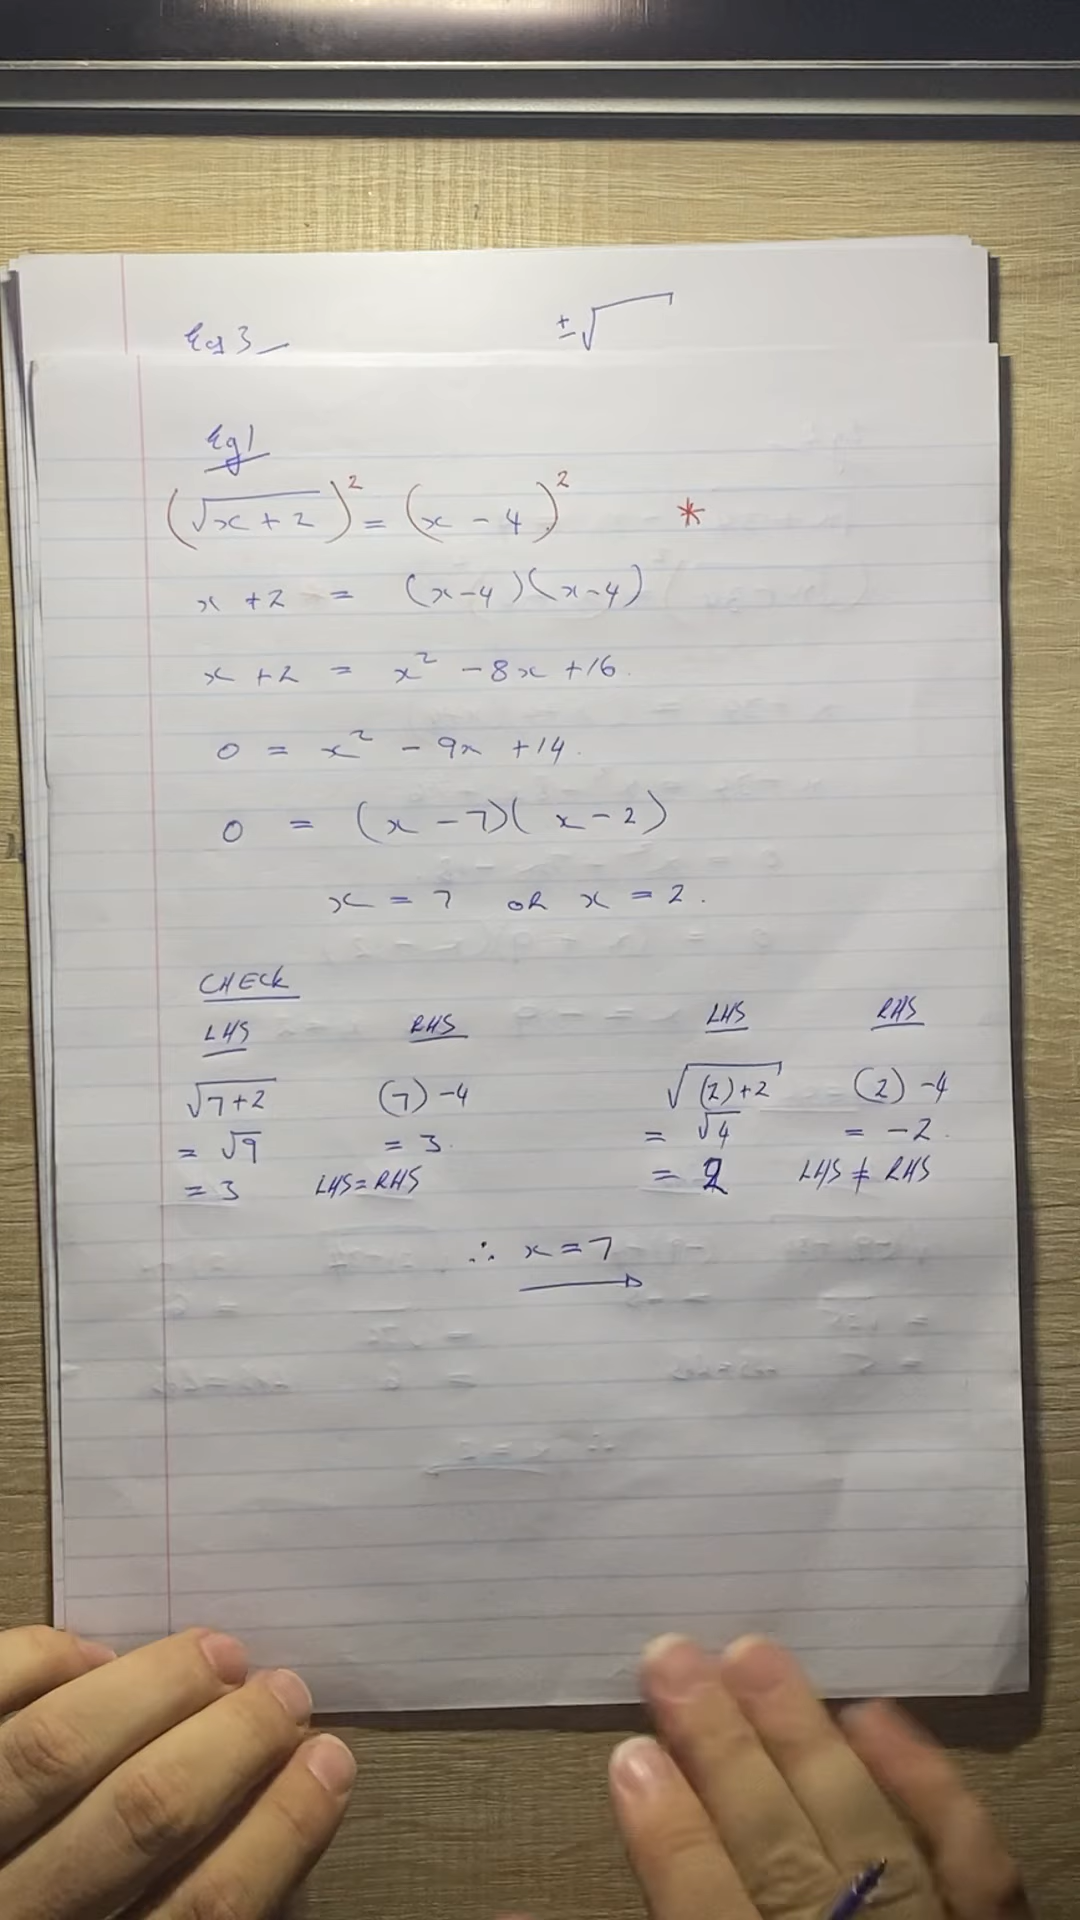 Eg 3 ±√
Eg 1
(√x + 2)² = (x - 4)² *
x + 2 = (x-4)(x-4)
x + 2 = x² - 8x + 16.
0 = x² - 9x + 14.
0 = (x - 7)(x - 2)
x = 7 OR x = 2.
CHECK
LHS RHS LHS RHS
√7+2 (7) -4 √(2)+2 (2) -4
= √9 = 3. = √4 = -2.
= 3 LHS = RHS = 2 LHS ≠ RHS
∴ x = 7